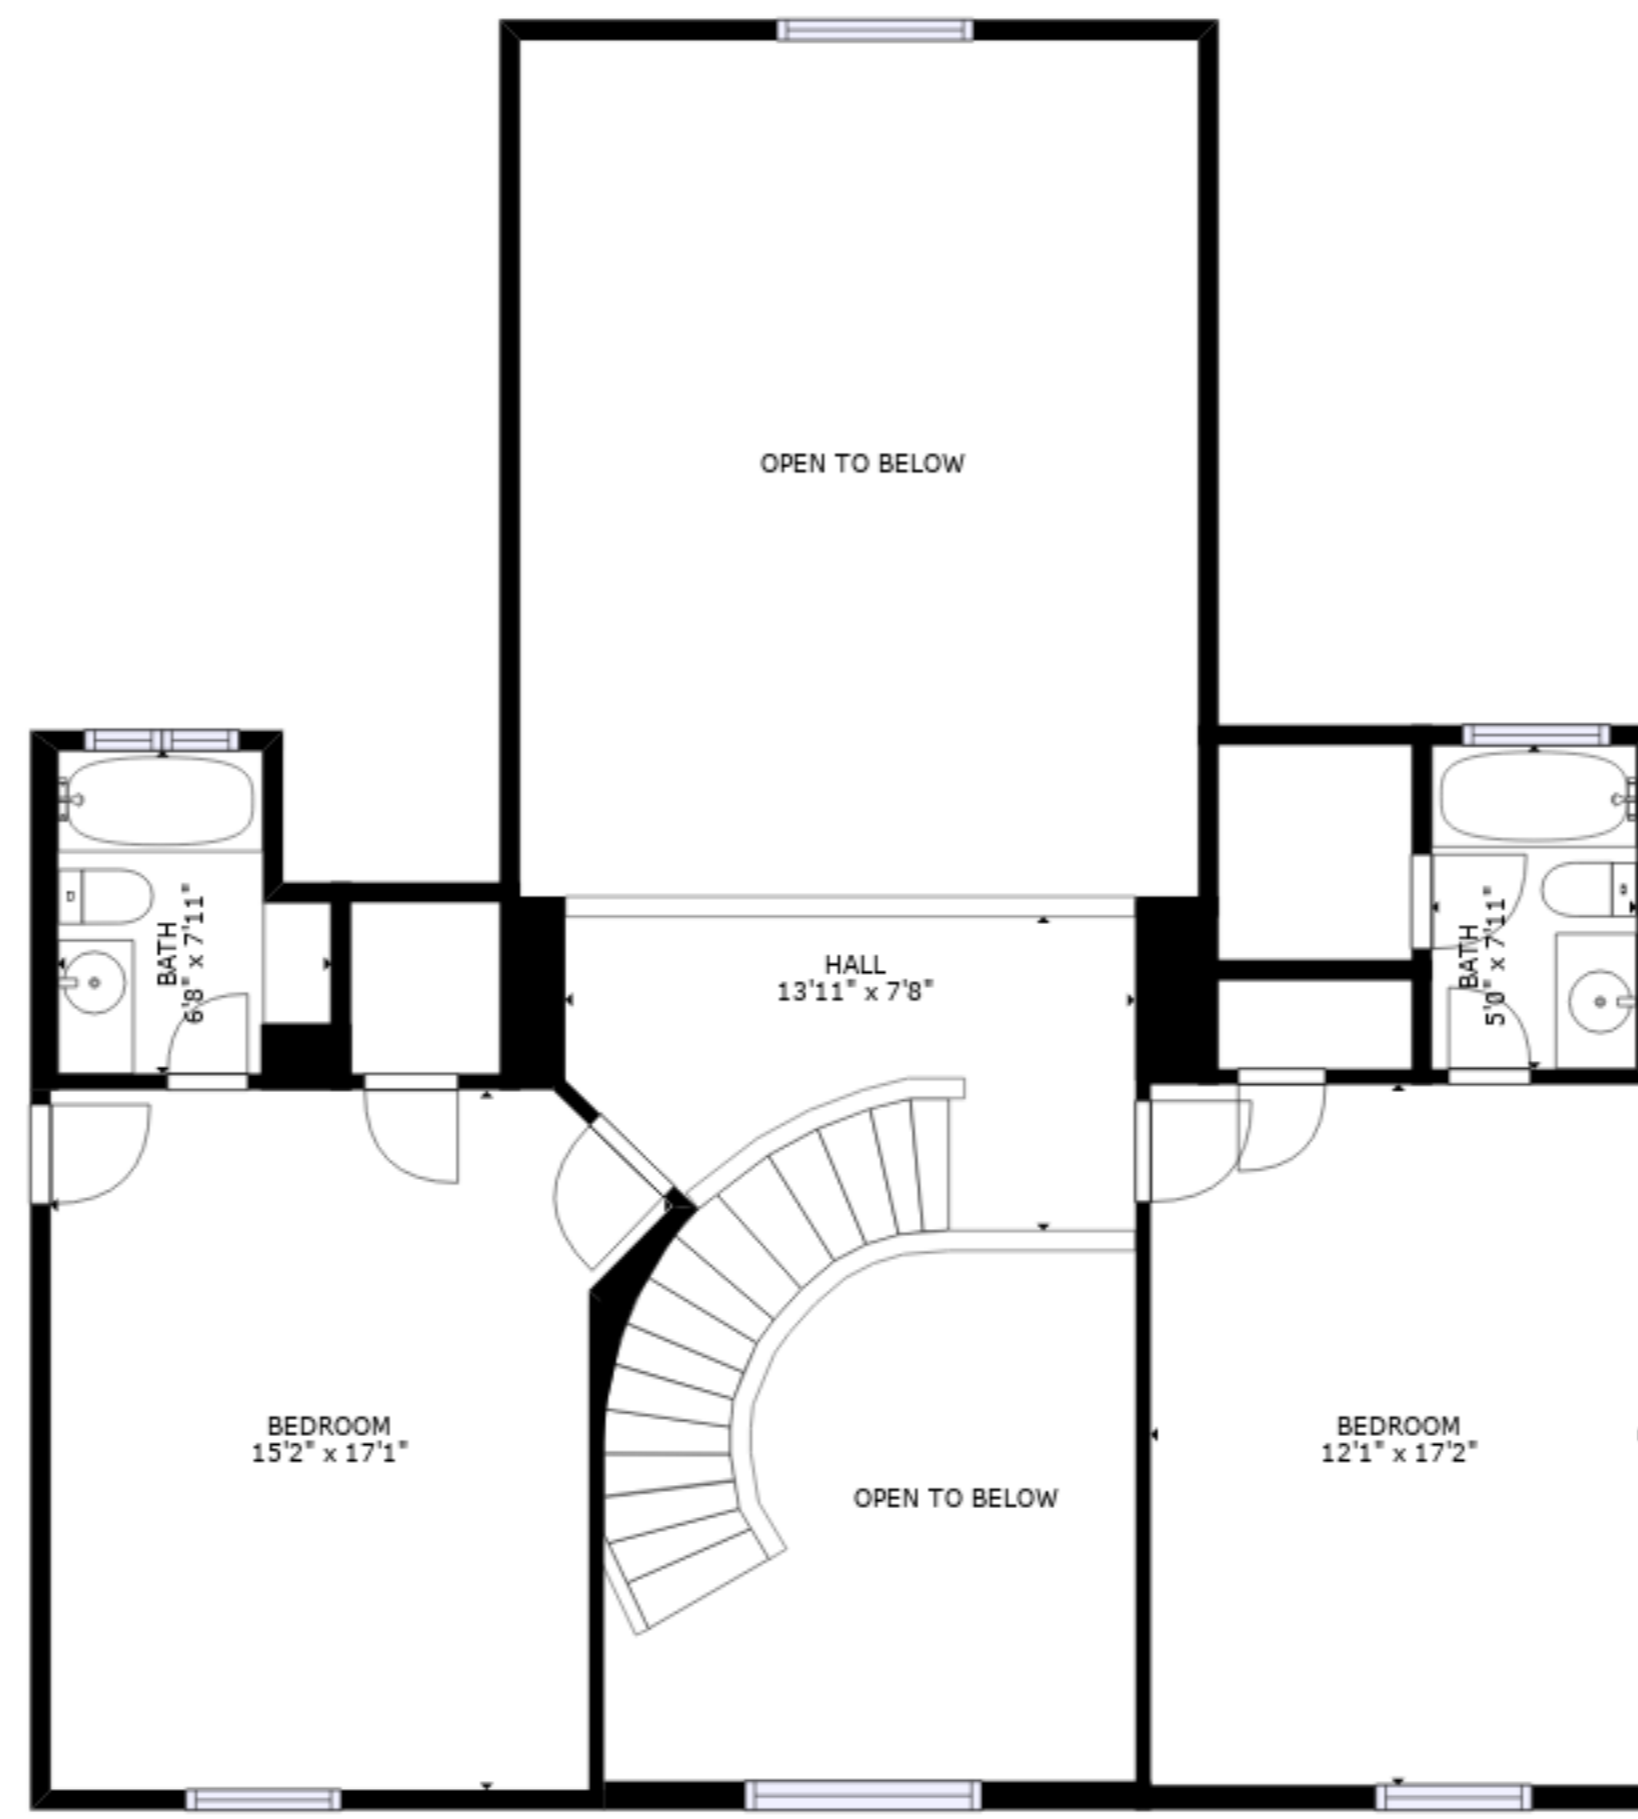 OPEN TO BELOW
BATH
6'8" x 7'11"
HALL
13'11" x 7'8"
BATH
5'0" x 7'11"
BEDROOM
15'2" x 17'1"
BEDROOM
12'1" x 17'2"
OPEN TO BELOW